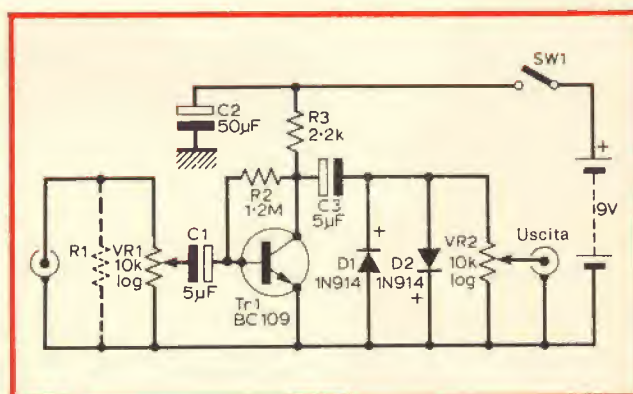 SW1
C2
50µF
R3
2·2k
R2
1·2M
C3
5µF
+
9V
R1
VR1
10k
log
C1
5µF
Tr1
BC109
+
D1
1N914
D2
1N914
+
VR2
10k
log
Uscita